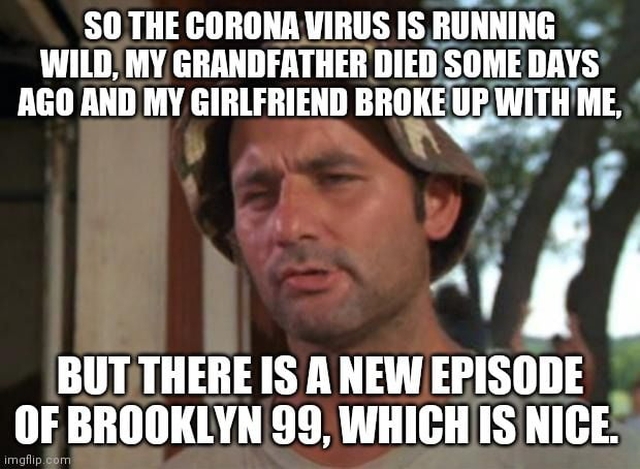 SO THE CORONA VIRUS IS RUNNING
WILD, MY GRANDFATHER DIED SOME DAYS
AGO AND MY GIRLFRIEND BROKE UP WITH ME,
BUT THERE IS A NEW EPISODE
OF BROOKLYN 99, WHICH IS NICE.
imgflip.com